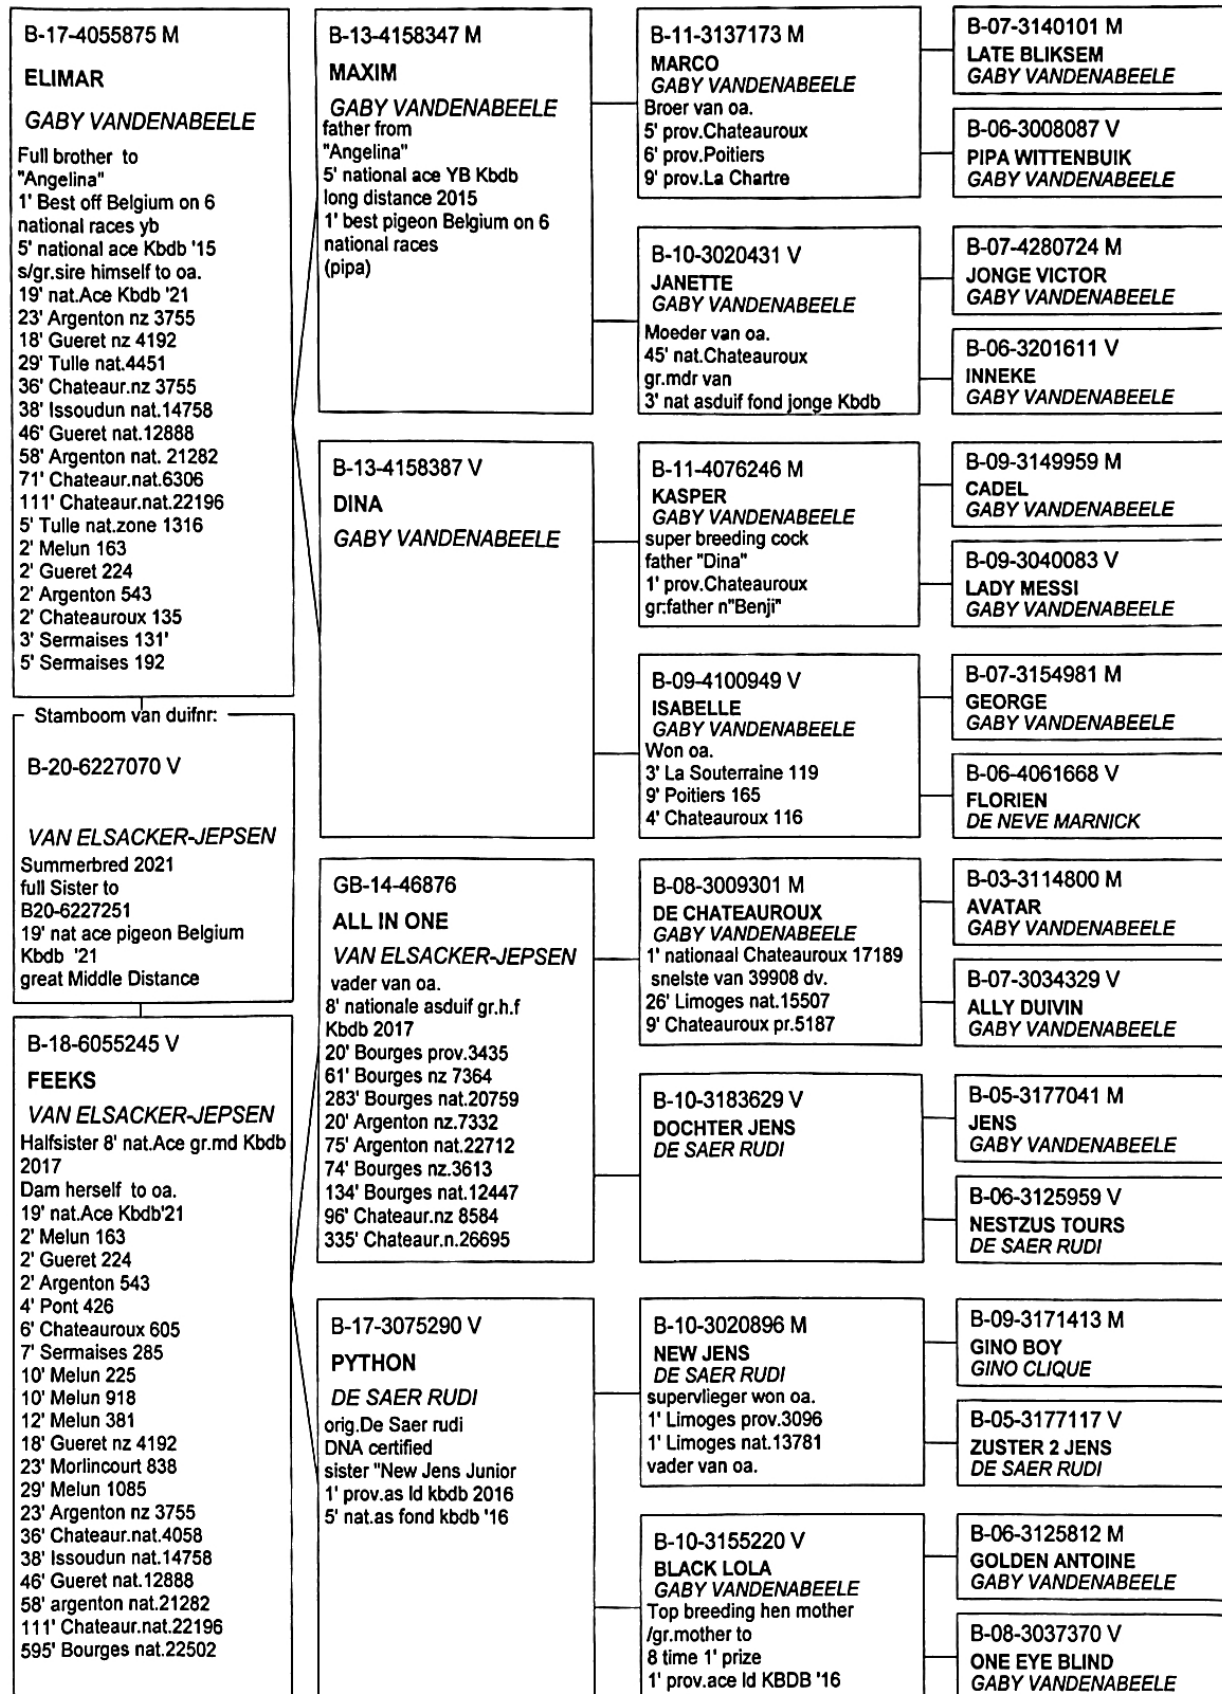 B-17-4055875 M
ELIMAR
GABY VANDENABEELE
Full brother to
"Angelina"
1' Best off Belgium on 6
national races yb
5' national ace Kbdb '15
s/gr.sire himself to oa.
19' nat.Ace Kbdb '21
23' Argenton nz 3755
18' Gueret nz 4192
29' Tulle nat.4451
36' Chateaur.nz 3755
38' Issoudun nat.14758
46' Gueret nat.12888
58' Argenton nat. 21282
71' Chateaur.nat.6306
111' Chateaur.nat.22196
5' Tulle nat.zone 1316
2' Melun 163
2' Gueret 224
2' Argenton 543
2' Chateauroux 135
3' Sermaises 131'
5' Sermaises 192
Stamboom van duifnr:
B-20-6227070 V
VAN ELSACKER-JEPSEN
Summerbred 2021
full Sister to
B20-6227251
19' nat ace pigeon Belgium
Kbdb '21
great Middle Distance
B-18-6055245 V
FEEKS
VAN ELSACKER-JEPSEN
Halfsister 8' nat.Ace gr.md Kbdb
2017
Dam herself to oa.
19' nat.Ace Kbdb'21
2' Melun 163
2' Gueret 224
2' Argenton 543
4' Pont 426
6' Chateauroux 605
7' Sermaises 285
10' Melun 225
10' Melun 918
12' Melun 381
18' Gueret nz 4192
23' Morlincourt 838
29' Melun 1085
23' Argenton nz 3755
36' Chateaur.nat.4058
38' Issoudun nat.14758
46' Gueret nat.12888
58' argenton nat.21282
111' Chateaur.nat.22196
595' Bourges nat.22502
B-13-4158347 M
MAXIM
GABY VANDENABEELE
father from
"Angelina"
5' national ace YB Kbdb
long distance 2015
1' best pigeon Belgium on 6
national races
(pipa)
B-13-4158387 V
DINA
GABY VANDENABEELE
GB-14-46876
ALL IN ONE
VAN ELSACKER-JEPSEN
vader van oa.
8' nationale asduif gr.h.f
Kbdb 2017
20' Bourges prov.3435
61' Bourges nz 7364
283' Bourges nat.20759
20' Argenton nz.7332
75' Argenton nat.22712
74' Bourges nz.3613
134' Bourges nat.12447
96' Chateaur.nz 8584
335' Chateaur.n.26695
B-17-3075290 V
PYTHON
DE SAER RUDI
orig.De Saer rudi
DNA certified
sister "New Jens Junior
1' prov.as ld kbdb 2016
5' nat.as fond kbdb '16
B-11-3137173 M
MARCO
GABY VANDENABEELE
Broer van oa.
5' prov.Chateauroux
6' prov.Poitiers
9' prov.La Chartre
B-10-3020431 V
JANETTE
GABY VANDENABEELE
Moeder van oa.
45' nat.Chateauroux
gr.mdr van
3' nat asduif fond jonge Kbdb
B-11-4076246 M
KASPER
GABY VANDENABEELE
super breeding cock
father "Dina"
1' prov.Chateauroux
gr:father n"Benji"
B-09-4100949 V
ISABELLE
GABY VANDENABEELE
Won oa.
3' La Souterraine 119
9' Poitiers 165
4' Chateauroux 116
B-08-3009301 M
DE CHATEAUROUX
GABY VANDENABEELE
1' nationaal Chateauroux 17189
snelste van 39908 dv.
26' Limoges nat.15507
9' Chateauroux pr.5187
B-10-3183629 V
DOCHTER JENS
DE SAER RUDI
B-10-3020896 M
NEW JENS
DE SAER RUDI
supervlieger won oa.
1' Limoges prov.3096
1' Limoges nat.13781
vader van oa.
B-10-3155220 V
BLACK LOLA
GABY VANDENABEELE
Top breeding hen mother
/gr.mother to
8 time 1' prize
1' prov.ace ld KBDB '16
B-07-3140101 M
LATE BLIKSEM
GABY VANDENABEELE
B-06-3008087 V
PIPA WITTENBUIK
GABY VANDENABEELE
B-07-4280724 M
JONGE VICTOR
GABY VANDENABEELE
B-06-3201611 V
INNEKE
GABY VANDENABEELE
B-09-3149959 M
CADEL
GABY VANDENABEELE
B-09-3040083 V
LADY MESSI
GABY VANDENABEELE
B-07-3154981 M
GEORGE
GABY VANDENABEELE
B-06-4061668 V
FLORIEN
DE NEVE MARNICK
B-03-3114800 M
AVATAR
GABY VANDENABEELE
B-07-3034329 V
ALLY DUIVIN
GABY VANDENABEELE
B-05-3177041 M
JENS
GABY VANDENABEELE
B-06-3125959 V
NESTZUS TOURS
DE SAER RUDI
B-09-3171413 M
GINO BOY
GINO CLIQUE
B-05-3177117 V
ZUSTER 2 JENS
DE SAER RUDI
B-06-3125812 M
GOLDEN ANTOINE
GABY VANDENABEELE
B-08-3037370 V
ONE EYE BLIND
GABY VANDENABEELE